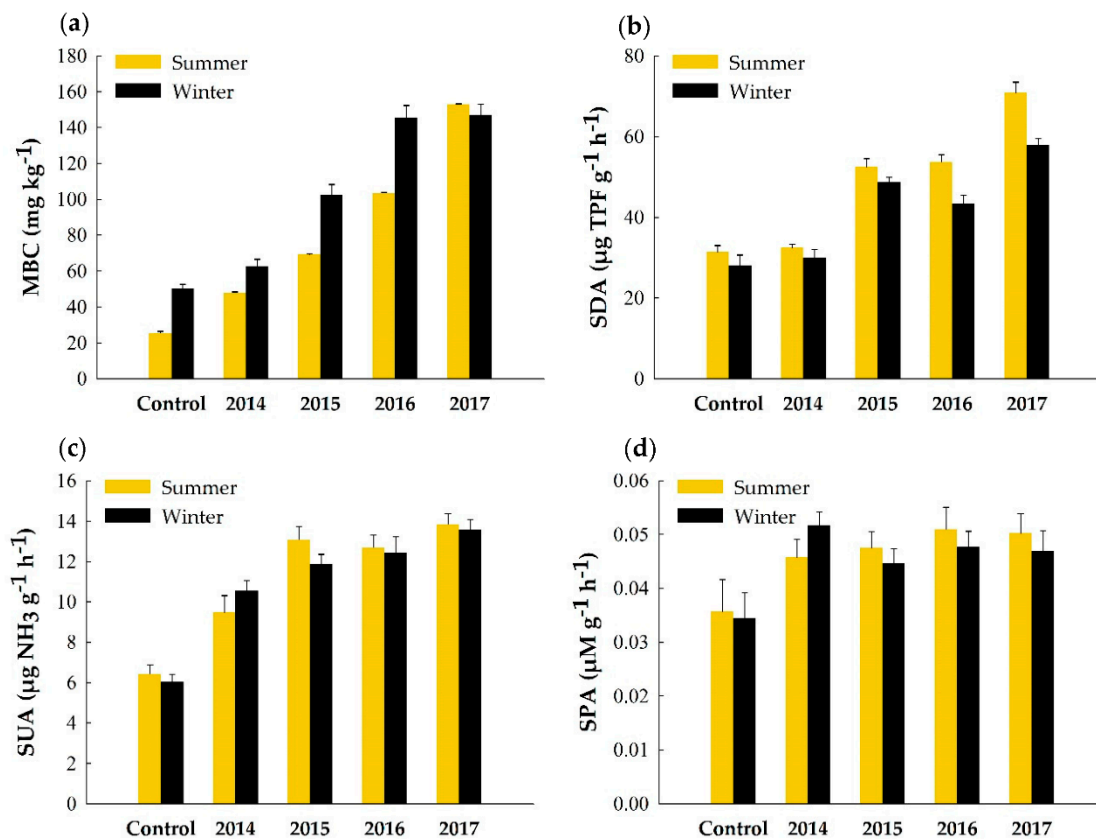 (a)
Summer
Winter
MBC (mg kg⁻¹)
180
160
140
120
100
80
60
40
20
0
Control 2014 2015 2016 2017
(b)
Summer
Winter
SDA (µg TPF g⁻¹ h⁻¹)
80
60
40
20
0
Control 2014 2015 2016 2017
(c)
Summer
Winter
SUA (µg NH₃ g⁻¹ h⁻¹)
16
14
12
10
8
6
4
2
0
Control 2014 2015 2016 2017
(d)
Summer
Winter
SPA (µM g⁻¹ h⁻¹)
0.06
0.05
0.04
0.03
0.02
0.01
0.00
Control 2014 2015 2016 2017